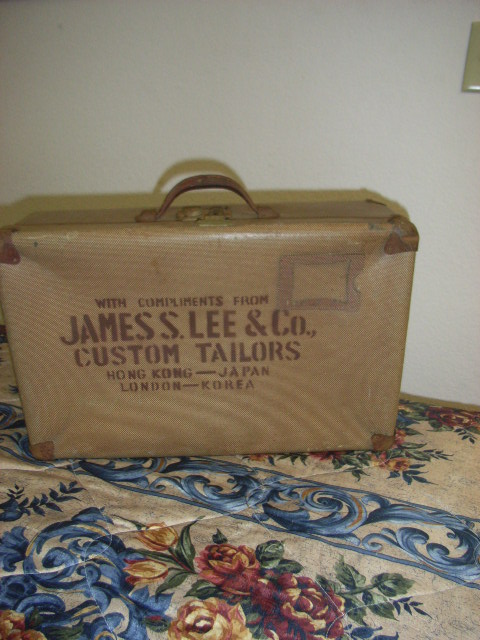 WITH COMPLIMENTS FROM
JAMES S. LEE & CO.,
CUSTOM TAILORS
HONG KONG — JAPAN
LONDON — KOREA